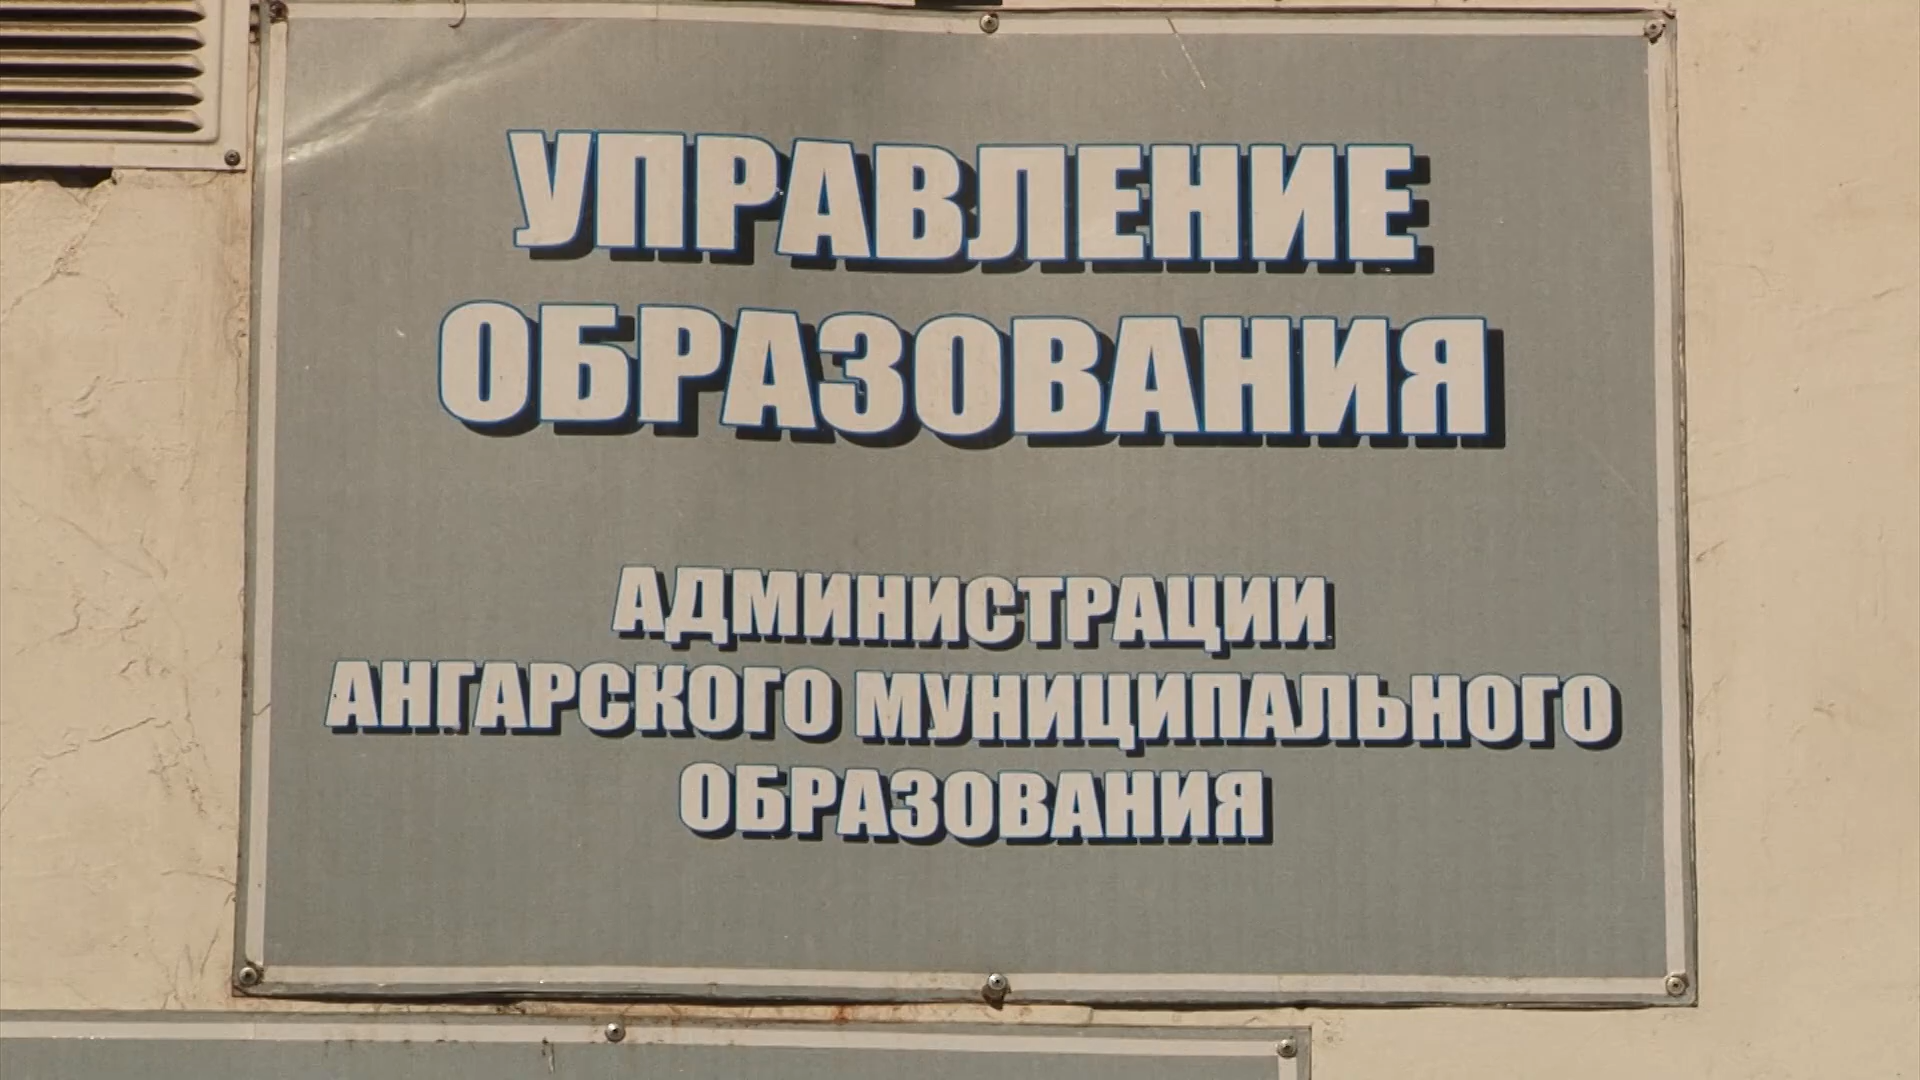 УПРАВЛЕНИЕ
ОБРАЗОВАНИЯ
АДМИНИСТРАЦИИ
АНГАРСКОГО МУНИЦИПАЛЬНОГО
ОБРАЗОВАНИЯ